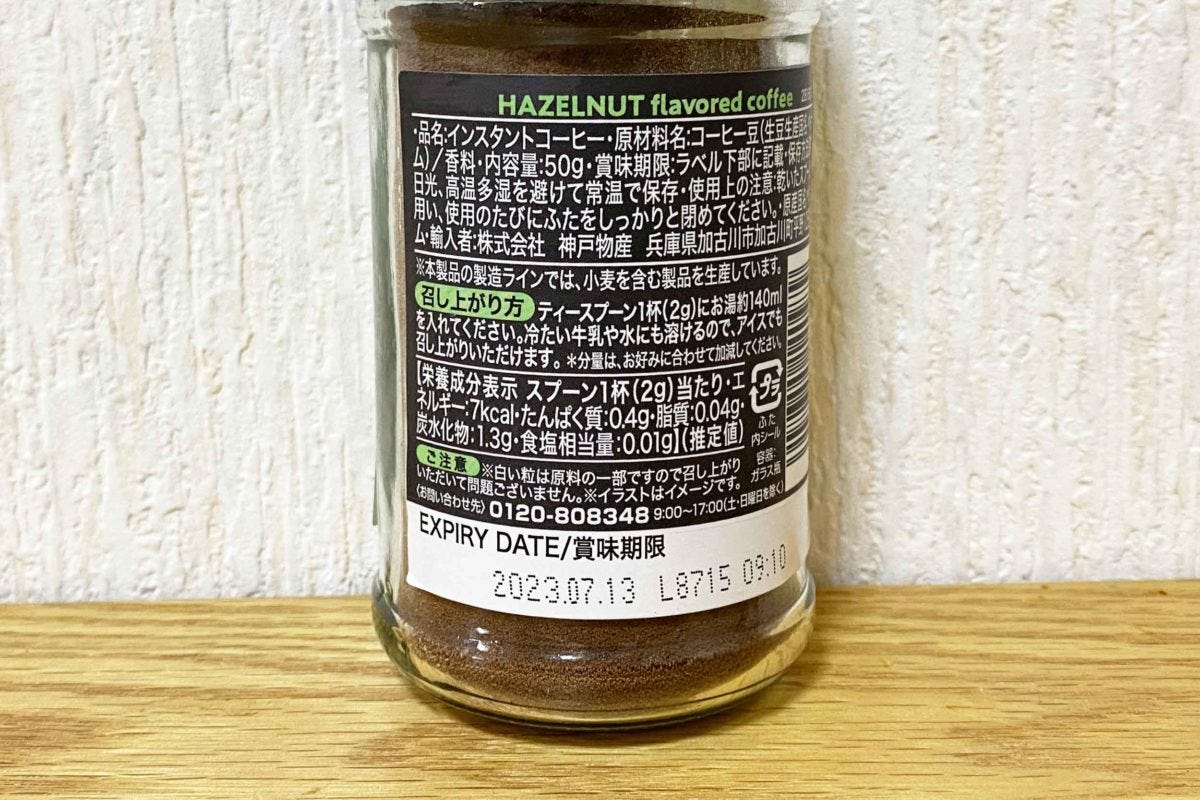 HAZELNUT flavored coffee
・品名:インスタントコーヒー・原材料名:コーヒー豆(生豆生産国名:
ム)/香料・内容量:50g・賞味期限:ラベル下部に記載・保存方法
日光、高温多湿を避けて常温で保存・使用上の注意:乾いたスプー
用い、使用のたびにふたをしっかりと閉めてください。・原産国名
ム・輸入者:株式会社 神戸物産 兵庫県加古川市加古川町平野
※本製品の製造ラインでは、小麦を含む製品を生産しています。
召し上がり方 ティースプーン1杯(2g)にお湯約140ml
を入れてください。冷たい牛乳や水にも溶けるので、アイスでも
召し上がりいただけます。 *分量は、お好みに合わせて加減してください。
【栄養成分表示 スプーン1杯(2g)当たり・エ
ネルギー:7kcal・たんぱく質:0.4g・脂質:0.04g・
炭水化物:1.3g・食塩相当量:0.01g】(推定値)
プラ
ふた
内シール
容器:
ガラス瓶
ご注意 ※白い粒は原料の一部ですので召し上がり
いただいて問題ございません。※イラストはイメージです。
〈お問い合わせ先〉 0120-808348 9:00~17:00(土・日曜日を除く)
EXPIRY DATE/賞味期限
2023.07.13 L8715 09:10